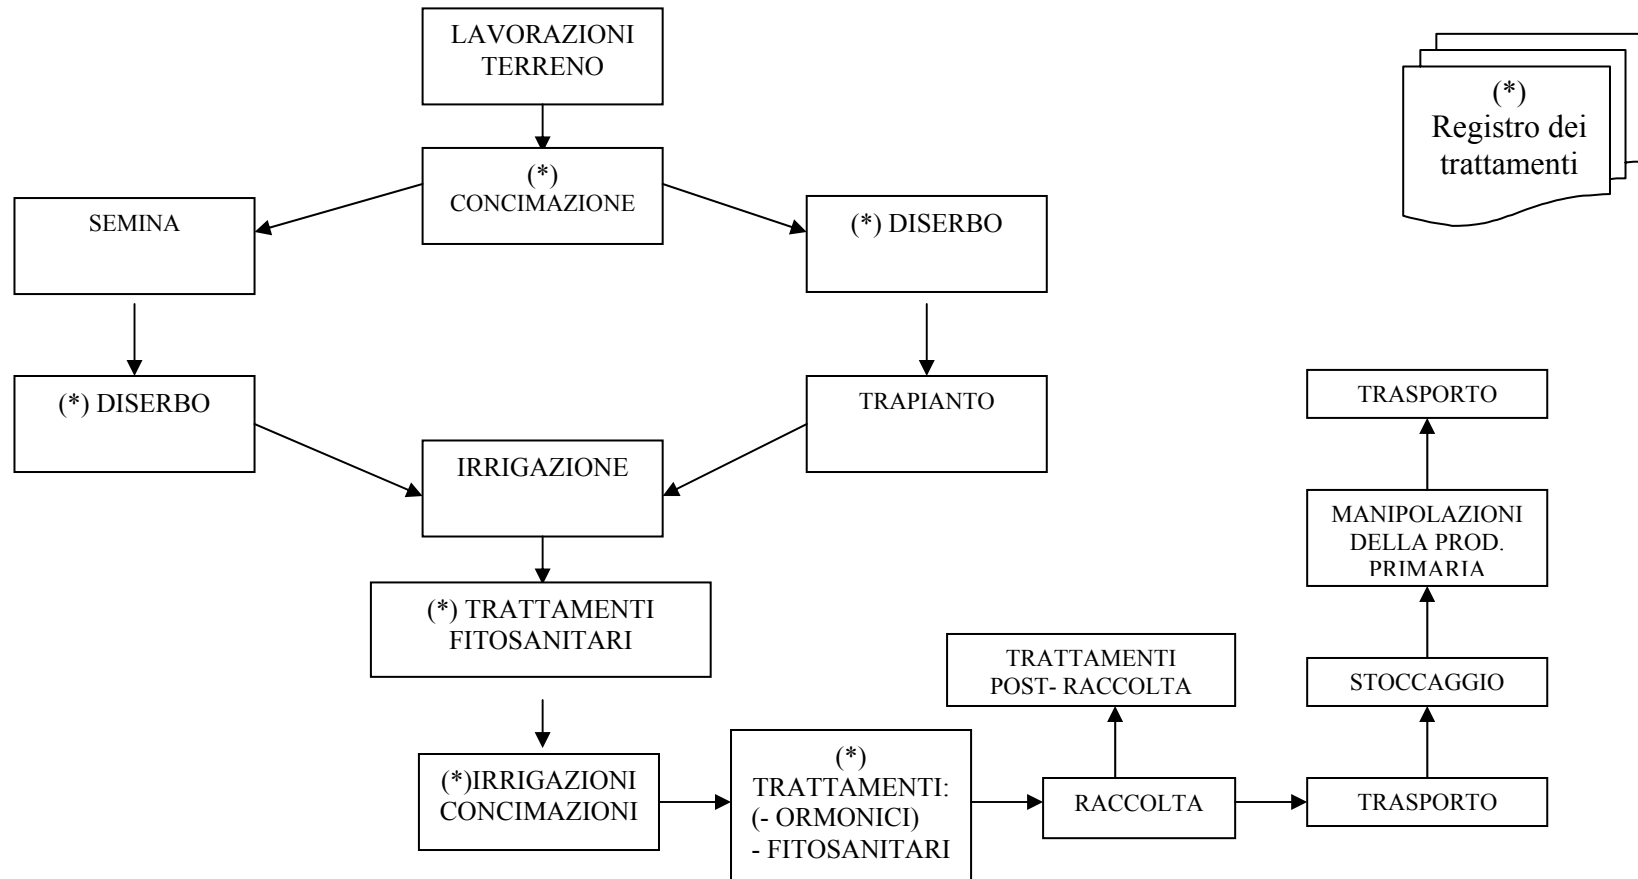 LAVORAZIONI
TERRENO
(*)
Registro dei
trattamenti
(*)
CONCIMAZIONE
SEMINA
(*) DISERBO
(*) DISERBO
TRAPIANTO
IRRIGAZIONE
(*) TRATTAMENTI
FITOSANITARI
(*)IRRIGAZIONI
CONCIMAZIONI
(*)
TRATTAMENTI:
(- ORMONICI)
- FITOSANITARI
RACCOLTA
TRATTAMENTI
POST- RACCOLTA
TRASPORTO
STOCCAGGIO
MANIPOLAZIONI
DELLA PROD.
PRIMARIA
TRASPORTO